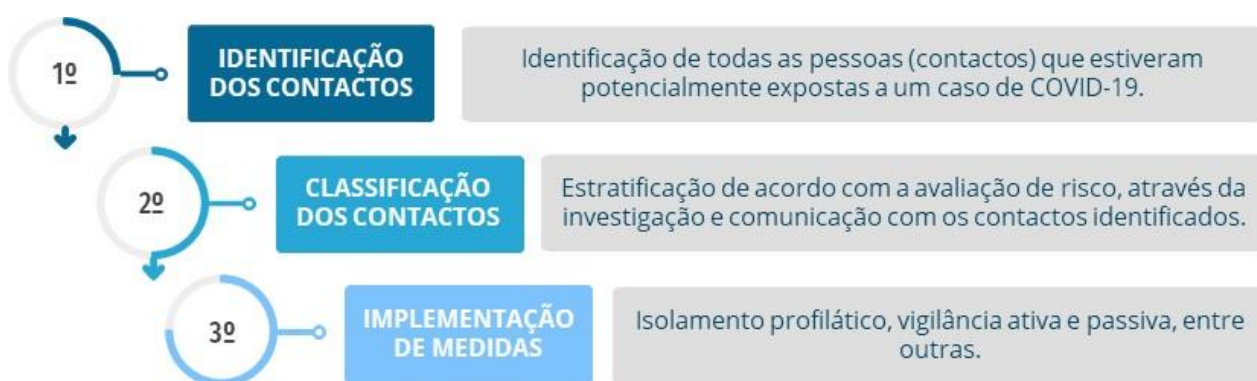 1º
IDENTIFICAÇÃO
DOS CONTACTOS
Identificação de todas as pessoas (contactos) que estiveram
potencialmente expostas a um caso de COVID-19.
2º
CLASSIFICAÇÃO
DOS CONTACTOS
Estratificação de acordo com a avaliação de risco, através da
investigação e comunicação com os contactos identificados.
3º
IMPLEMENTAÇÃO
DE MEDIDAS
Isolamento profilático, vigilância ativa e passiva, entre
outras.